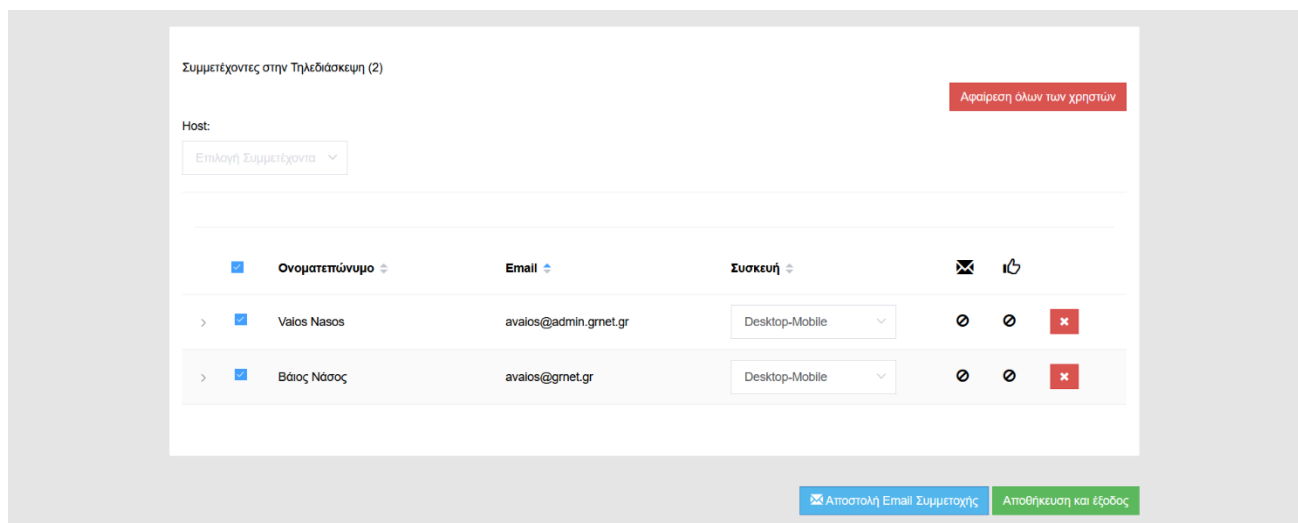 Συμμετέχοντες στην Τηλεδιάσκεψη (2)
Αφαίρεση όλων των χρηστών
Host:
Επιλογή Συμμετέχοντα
Ονοματεπώνυμο Email Συσκευή
Vaios Nasos avaios@admin.grnet.gr Desktop-Mobile
Βάιος Νάσος avaios@grnet.gr Desktop-Mobile
Αποστολή Email Συμμετοχής Αποθήκευση και έξοδος